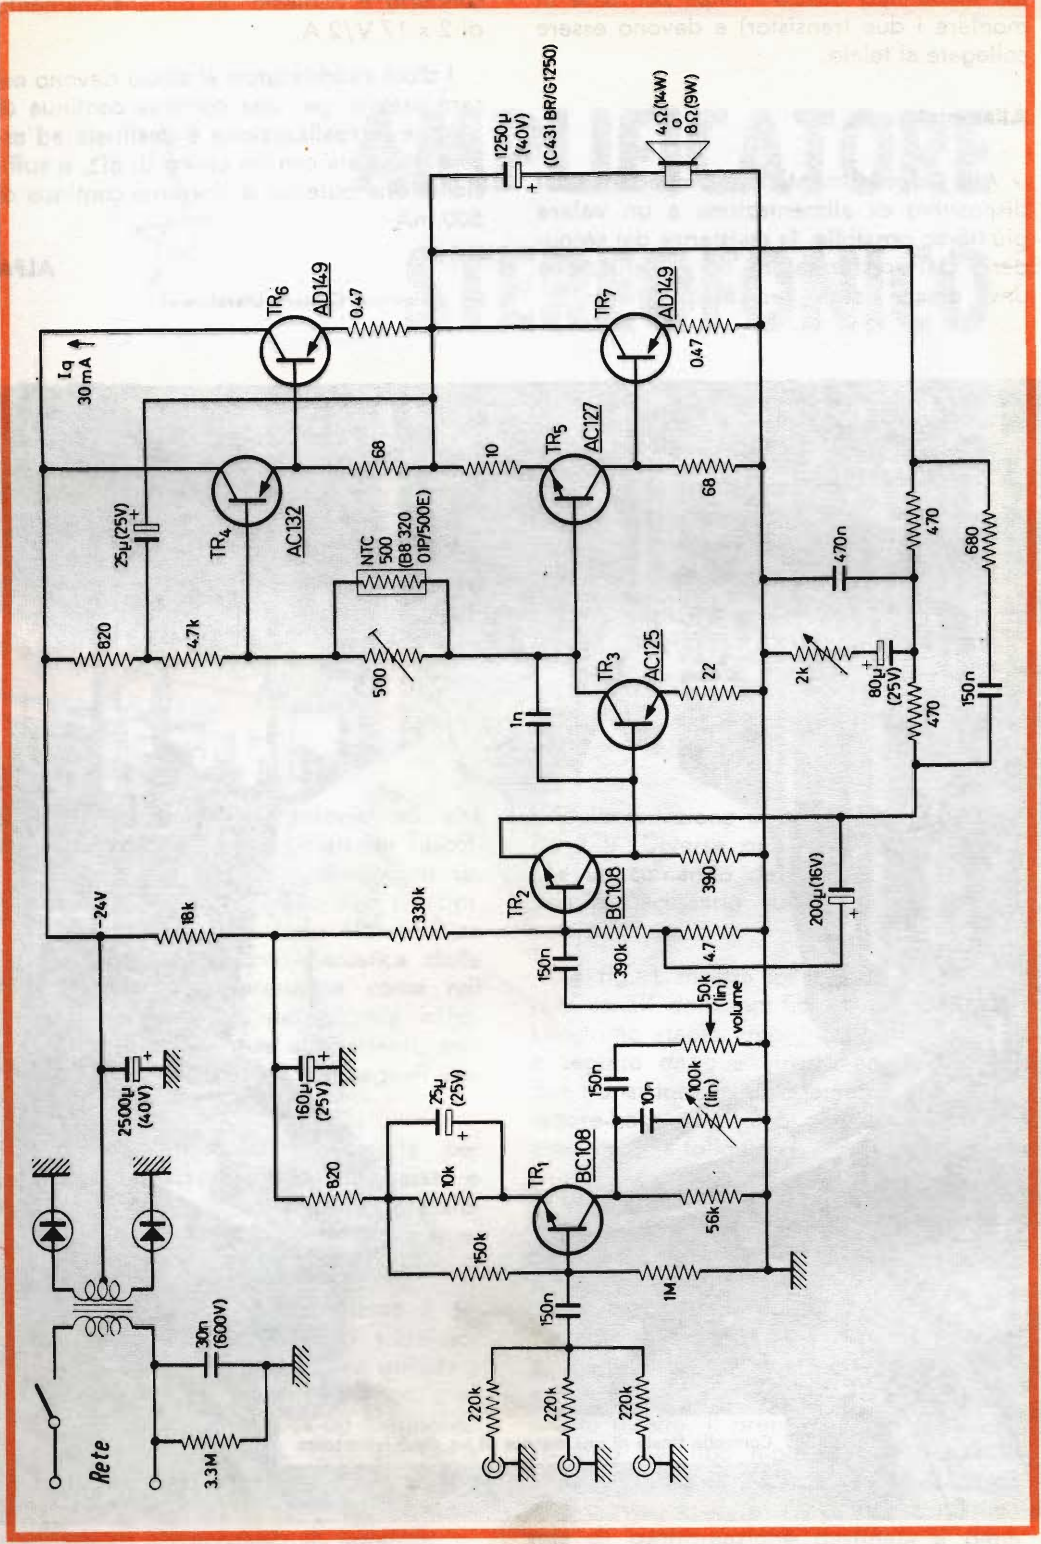 Rete
3.3M
30n
(600V)
2500µ
(40V)
+
−24V
18k
160µ
(25V)
+
820
10k
25µ
(25V)
+
150k
220k
220k
220k
150n
1M
TR1
BC108
56k
10n
100k
(lin)
150n
50k
(lin)
volume
150n
330k
390k
4.7
TR2
BC108
390
200µ(16V)
+
1n
TR3
AC125
22
820
4.7k
25µ(25V)
+
500
NTC
500
(B8 320
01P/500E)
TR4
AC132
68
10
TR5
AC127
68
Iq
30mA
TR6
AD149
0.47
TR7
AD149
0.47
1250µ
(40V)
+
(C431 BR/G1250)
4Ω(14W)
o
8Ω(9W)
470n
2k
80µ
(25V)
+
470
470
680
150n